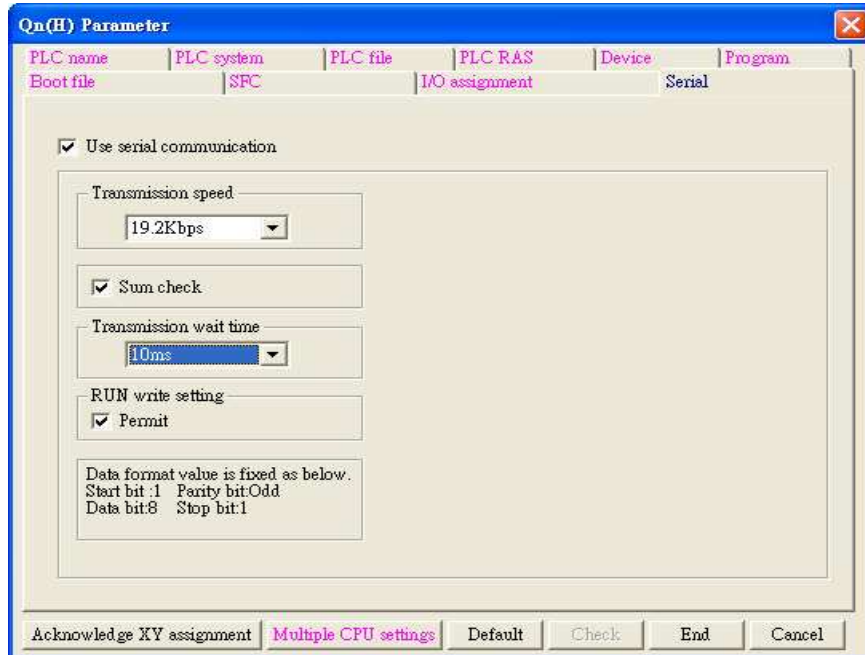 Qn(H) Parameter
PLC name PLC system PLC file PLC RAS Device Program
Boot file SFC I/O assignment Serial
Use serial communication
Transmission speed
19.2Kbps
Sum check
Transmission wait time
10ms
RUN write setting
Permit
Data format value is fixed as below.
Start bit :1 Parity bit:Odd
Data bit:8 Stop bit:1
Acknowledge XY assignment Multiple CPU settings Default Check End Cancel